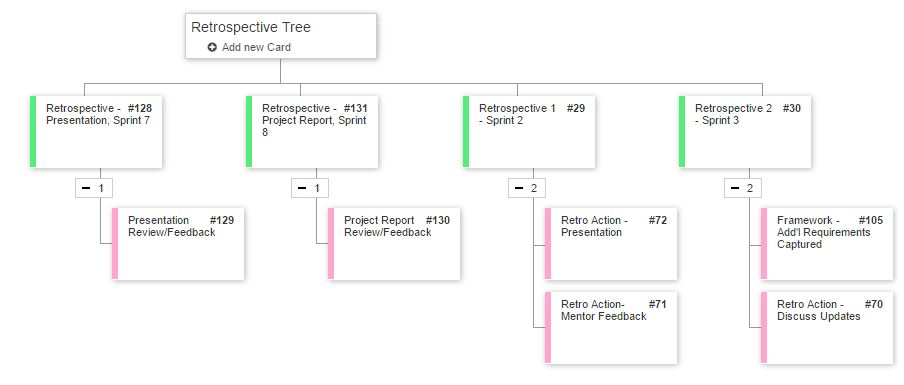 Retrospective Tree
Add new Card
Retrospective - #128
Presentation, Sprint 7
Retrospective - #131
Project Report, Sprint
8
Retrospective 1 #29
- Sprint 2
Retrospective 2 #30
- Sprint 3
1
1
2
2
Presentation #129
Review/Feedback
Project Report #130
Review/Feedback
Retro Action - #72
Presentation
Framework - #105
Add'l Requirements
Captured
Retro Action- #71
Mentor Feedback
Retro Action - #70
Discuss Updates